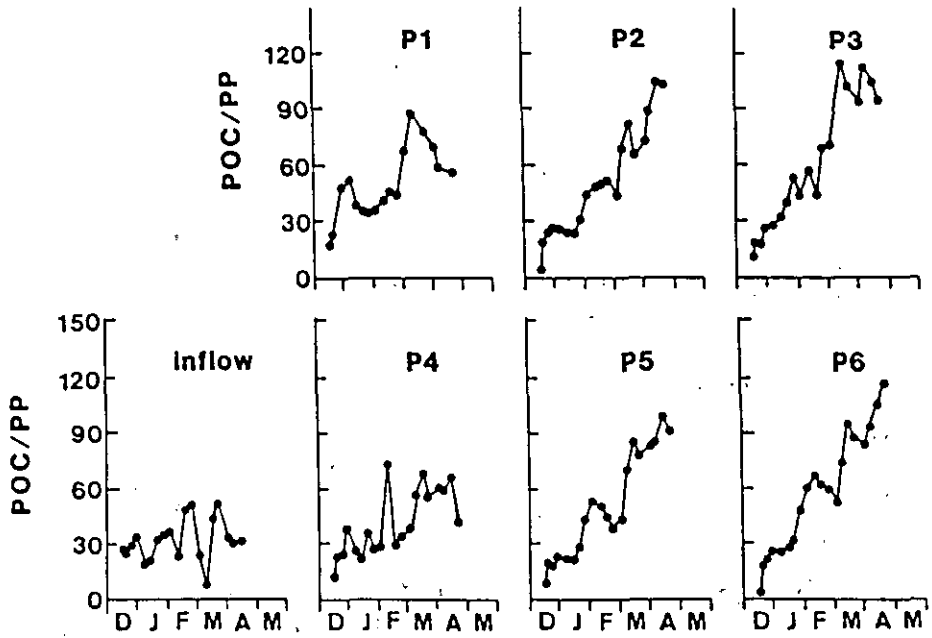 P1 P2 P3
POC/PP
120
90
60
30
0
Inflow P4 P5 P6
POC/PP
150
120
90
60
30
0
D J F M A M D J F M A M D J F M A M D J F M A M